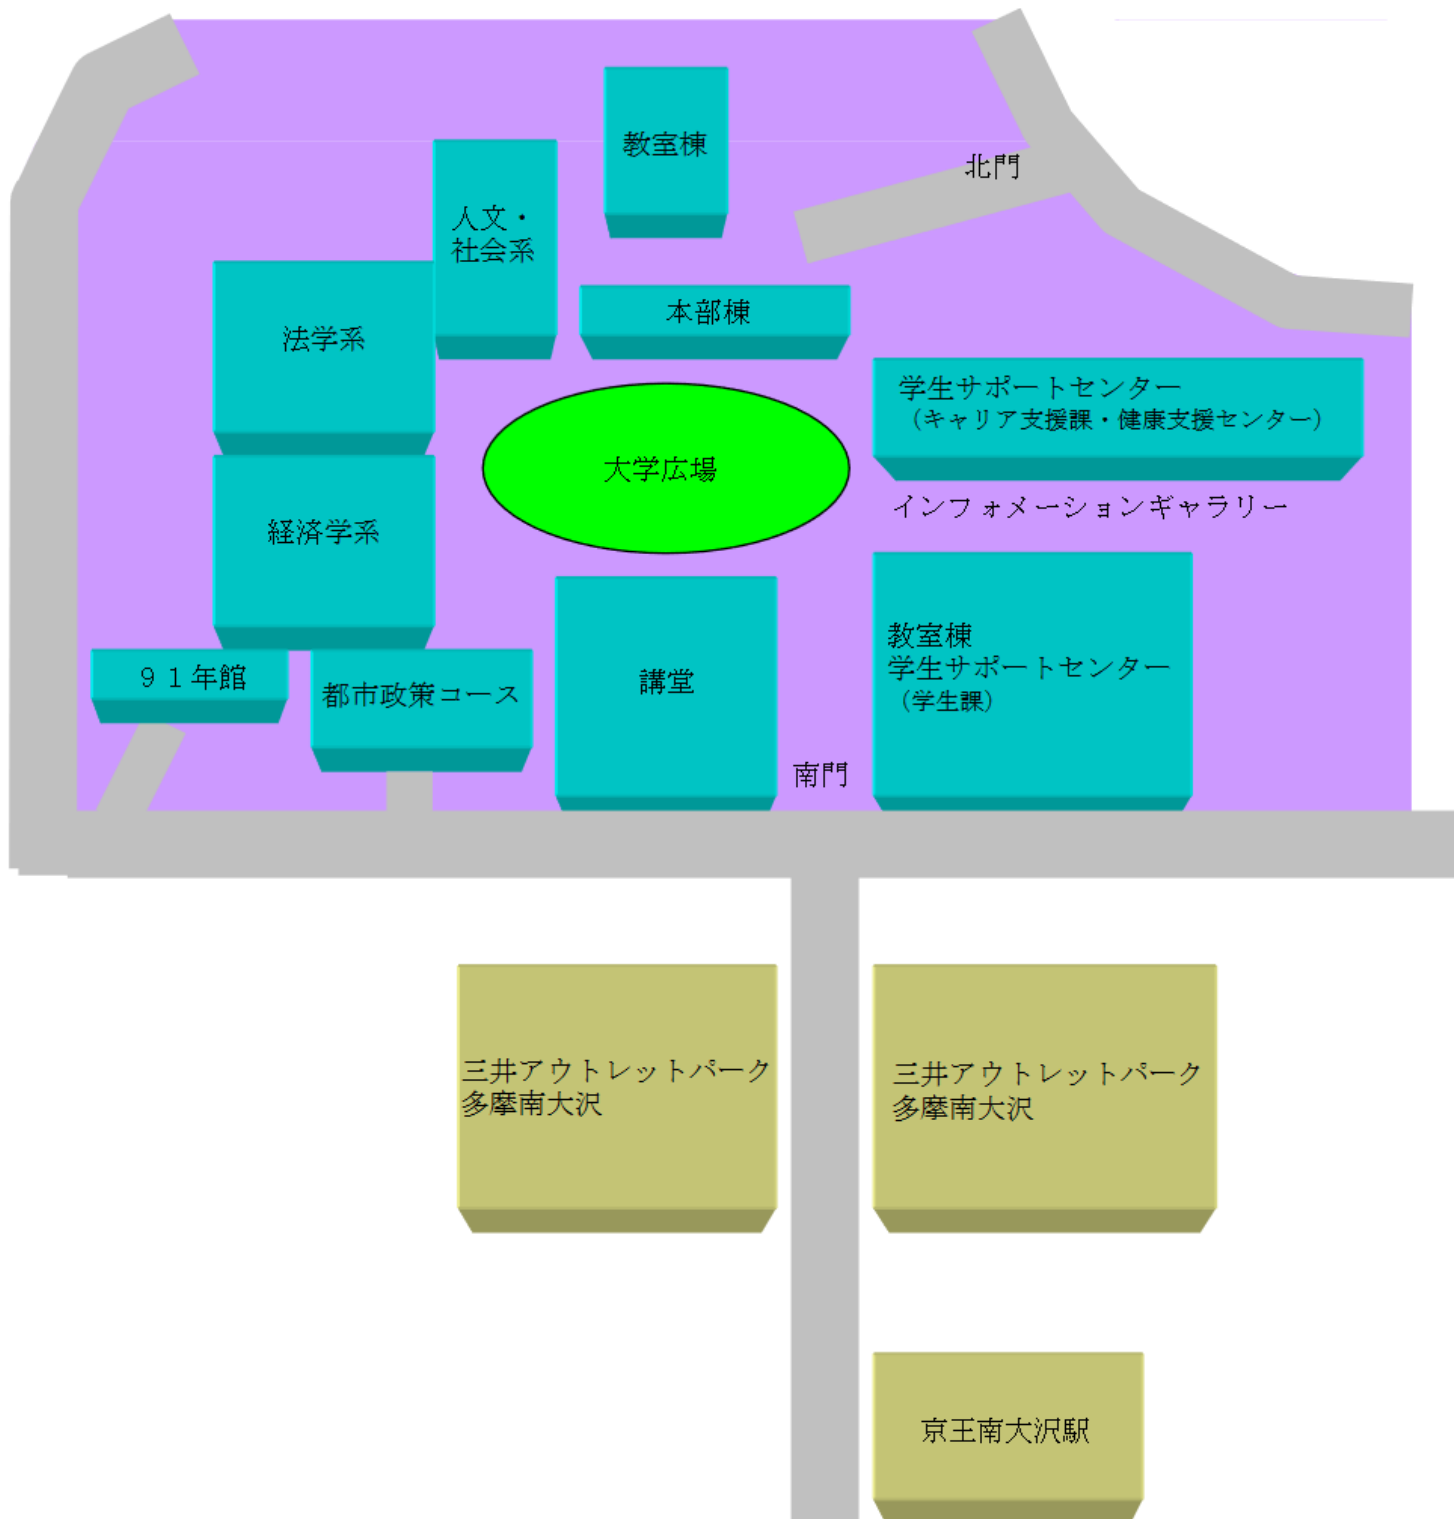 教室棟
北門
人文・
社会系
本部棟
法学系
学生サポートセンター
（キャリア支援課・健康支援センター）
大学広場
インフォメーションギャラリー
経済学系
教室棟
学生サポートセンター
（学生課）
９１年館
都市政策コース
講堂
南門
三井アウトレットパーク
多摩南大沢
三井アウトレットパーク
多摩南大沢
京王南大沢駅